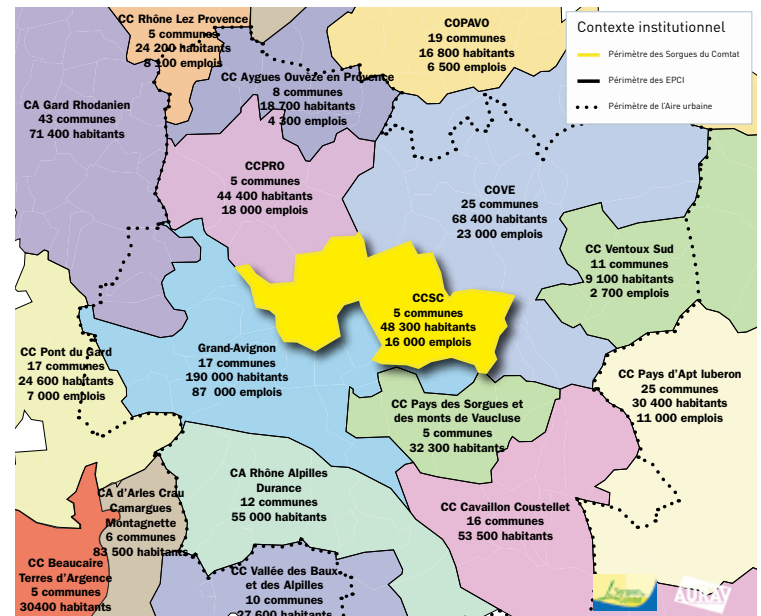 CC Rhône Lez Provence
5 communes
24 200 habitants
8 100 emplois
COPAVO
19 communes
16 800 habitants
6 500 emplois
Contexte institutionnel
Périmètre des Sorgues du Comtat
Périmètre des EPCI
Périmètre de l'Aire urbaine
CC Aygues Ouvèze en Provence
8 communes
18 700 habitants
4 300 emplois
CA Gard Rhodanien
43 communes
71 400 habitants
CCPRO
5 communes
44 400 habitants
18 000 emplois
COVE
25 communes
68 400 habitants
23 000 emplois
CC Ventoux Sud
11 communes
9 100 habitants
2 700 emplois
CCSC
5 communes
48 300 habitants
16 000 emplois
Grand-Avignon
17 communes
190 000 habitants
87 000 emplois
CC Pont du Gard
17 communes
24 600 habitants
7 000 emplois
CC Pays d'Apt luberon
25 communes
30 400 habitants
11 000 emplois
CC Pays des Sorgues et
des monts de Vaucluse
5 communes
32 300 habitants
CA Rhône Alpilles
Durance
12 communes
55 000 habitants
CA d'Arles Crau
Camargues
Montagnette
6 communes
83 500 habitants
CC Cavaillon Coustellet
16 communes
53 500 habitants
CC Beaucaire
Terres d'Argence
5 communes
30400 habitants
CC Vallée des Baux
et des Alpilles
10 communes
27 600 habitants
AURAV